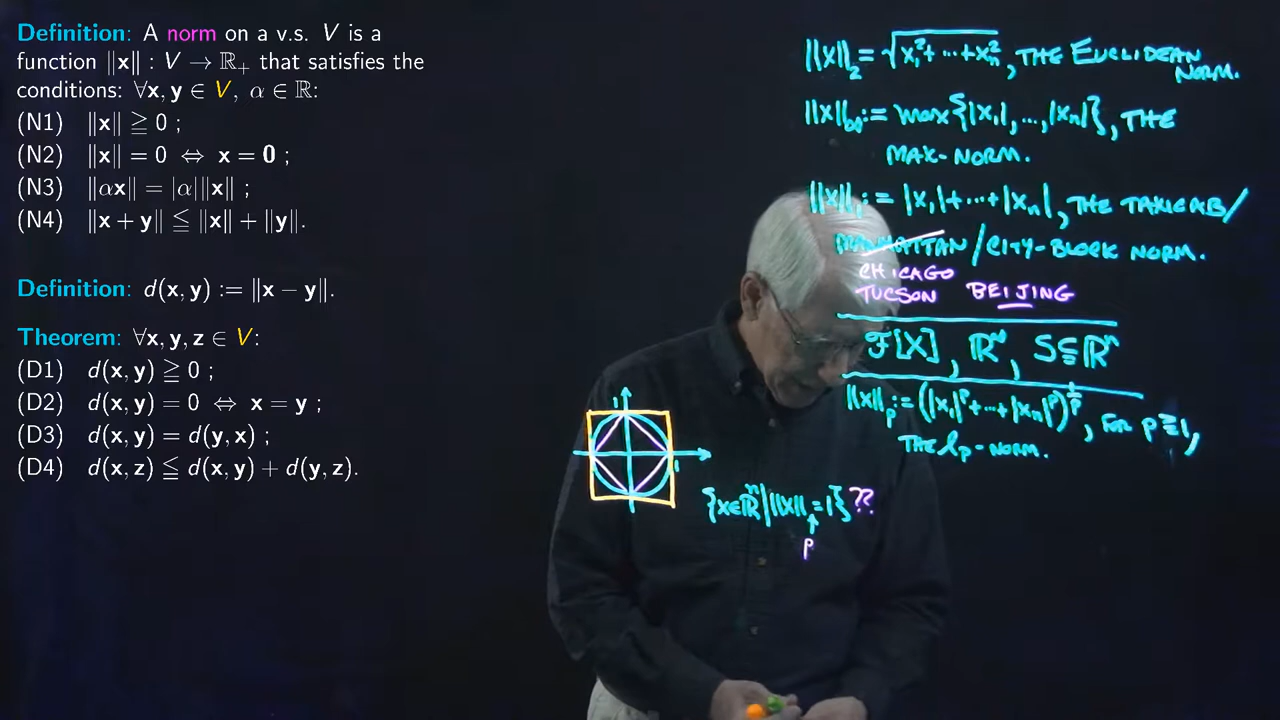 Definition: A norm on a v.s. V is a
function ‖x‖ : V → ℝ₊ that satisfies the
conditions: ∀x, y ∈ V, α ∈ ℝ:
(N1) ‖x‖ ≧ 0 ;
(N2) ‖x‖ = 0 ⇔ x = 0 ;
(N3) ‖αx‖ = |α|‖x‖ ;
(N4) ‖x + y‖ ≦ ‖x‖ + ‖y‖.
Definition: d(x, y) := ‖x − y‖.
Theorem: ∀x, y, z ∈ V:
(D1) d(x, y) ≧ 0 ;
(D2) d(x, y) = 0 ⇔ x = y ;
(D3) d(x, y) = d(y, x) ;
(D4) d(x, z) ≦ d(x, y) + d(y, z).
||x||₂ = √(x₁² + ⋯ + xₙ²), THE EUCLIDEAN
NORM.
||x||∞ := max{|x₁|, ..., |xₙ|}, THE
MAX-NORM.
||x||₁ := |x₁| + ⋯ + |xₙ|, THE TAXICAB/
MANHATTAN /CITY-BLOCK NORM.
CHICAGO
TUCSON BEIJING
ℱ[X], ℝᴺ, S ⊆ ℝⁿ
||x||ₚ := (|x₁|ᵖ + ⋯ + |xₙ|ᵖ)^(1/p), FOR p ≧ 1,
THE ℓₚ-NORM.
1
1
{x∈ℝⁿ | ||x|| = 1} ??
↑
p